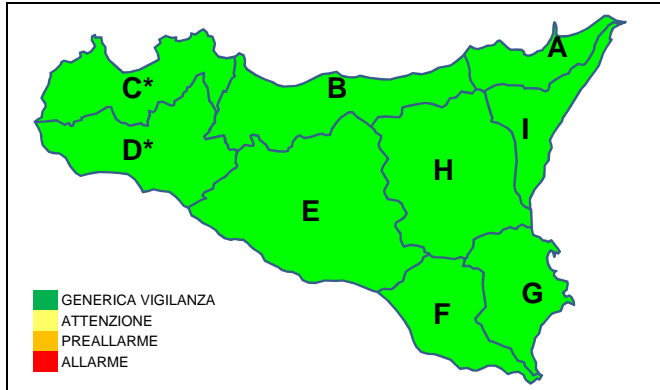 A
C*
B
I
D*
H
E
G
F
GENERICA VIGILANZA
ATTENZIONE
PREALLARME
ALLARME